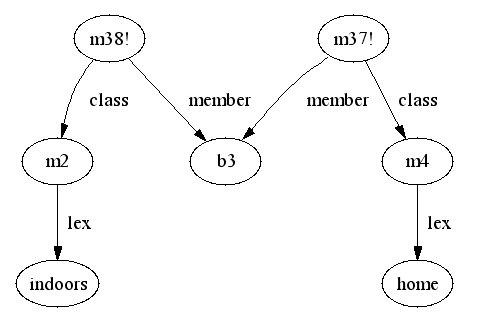 m38! m37!
class member member class
m2 b3 m4
lex lex
indoors home